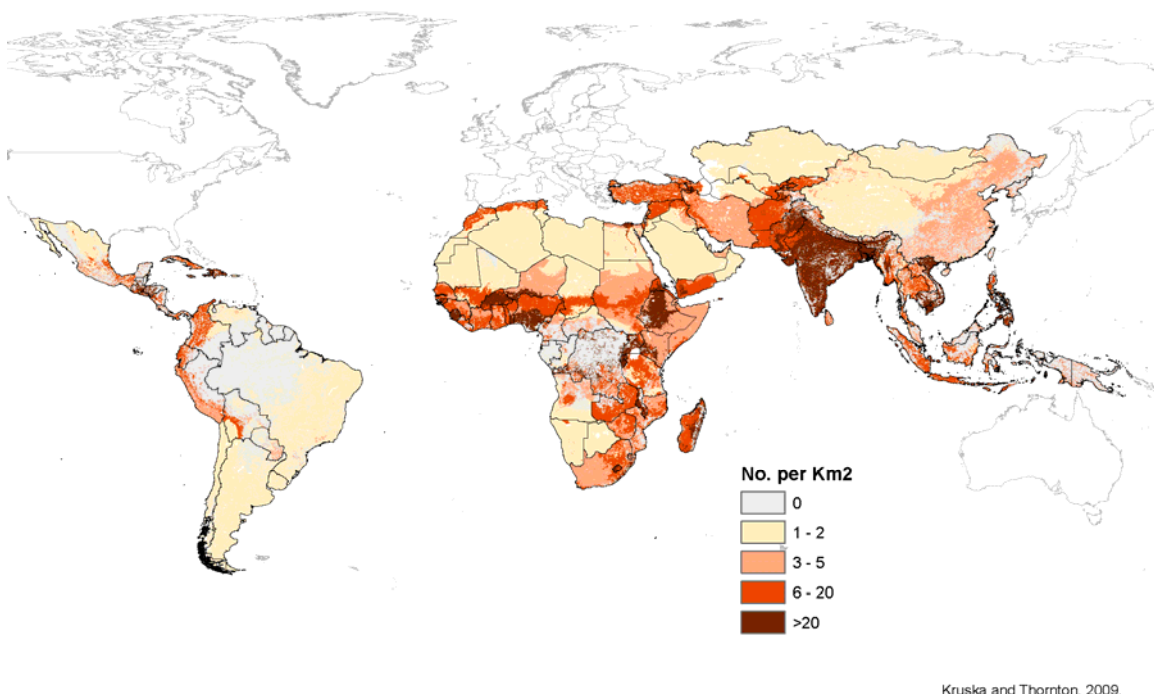 No. per Km2
0
1 - 2
3 - 5
6 - 20
>20
Kruska and Thornton, 2009